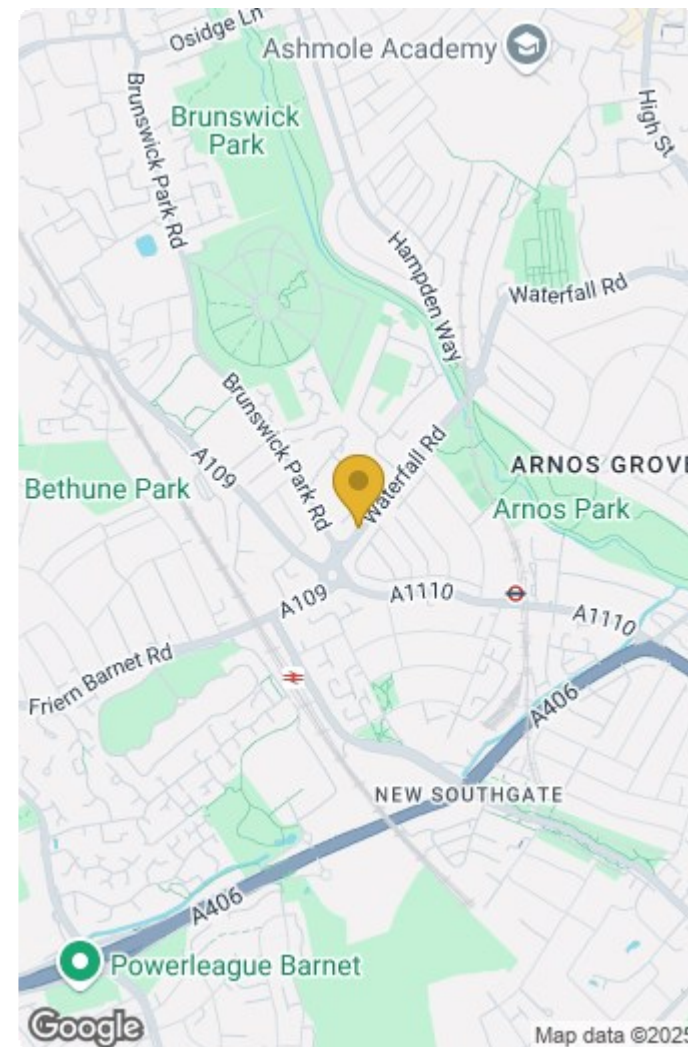 Osidge Ln
Ashmole Academy
High St
Brunswick Park Rd
Brunswick
Park
Hampden Way
Waterfall Rd
Brunswick Park Rd
Waterfall Rd
A109
ARNOS GROVE
Bethune Park
Arnos Park
A109
A1110
A1110
Friern Barnet Rd
A406
NEW SOUTHGATE
A406
Powerleague Barnet
Google
Map data ©2025